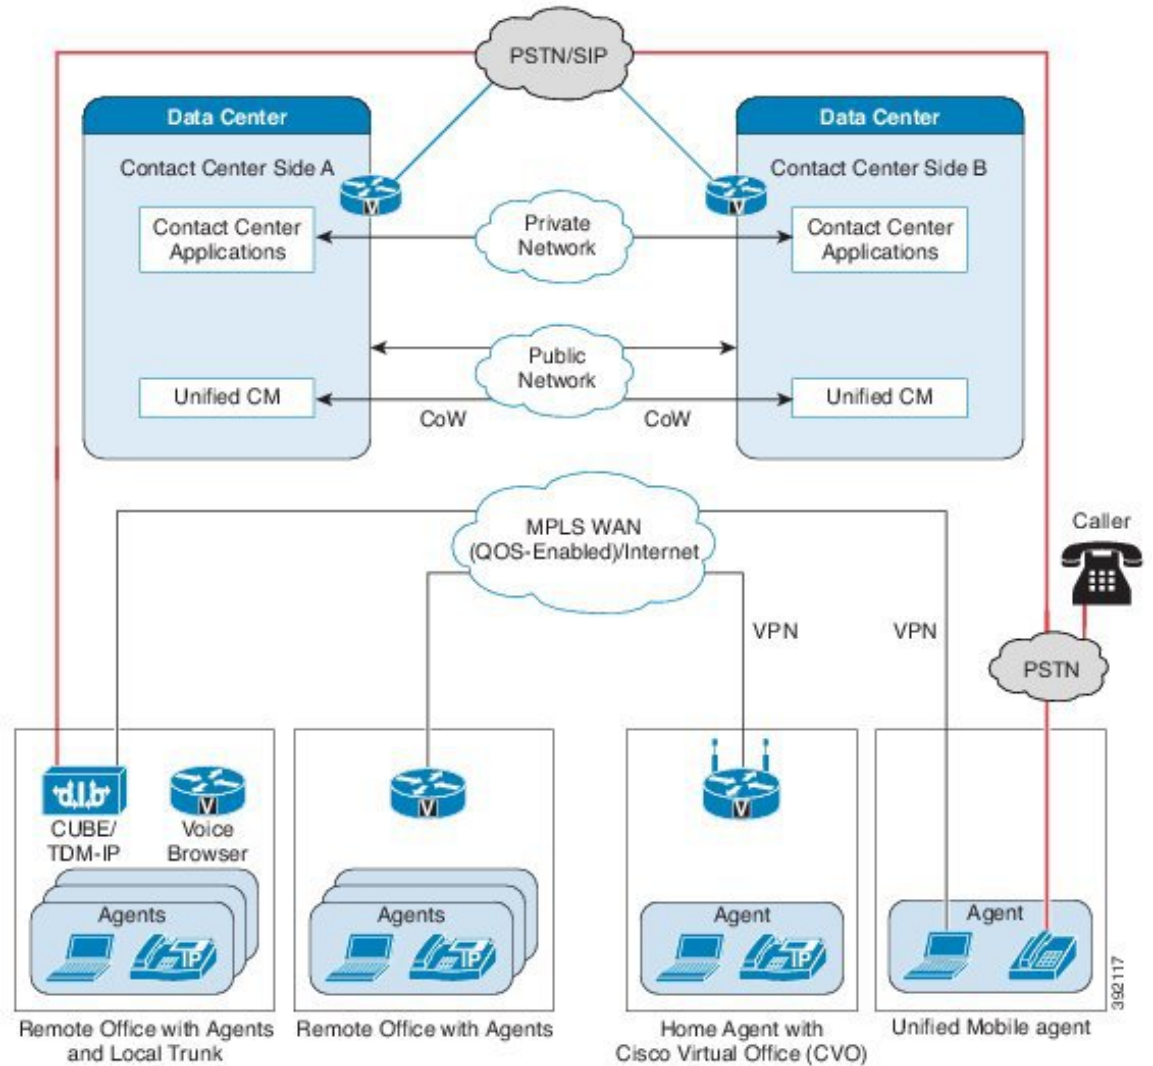 PSTN/SIP
Data Center
Data Center
Contact Center Side A
Contact Center Side B
V
V
Contact Center
Applications
Private
Network
Contact Center
Applications
Public
Network
Unified CM
Unified CM
CoW
CoW
MPLS WAN
(QOS-Enabled)/Internet
Caller
VPN
VPN
PSTN
V
V
V
CUBE/
TDM-IP
Voice
Browser
Agents
Agents
Agent
Agent
IP
IP
IP
392117
Remote Office with Agents
and Local Trunk
Remote Office with Agents
Home Agent with
Cisco Virtual Office (CVO)
Unified Mobile agent